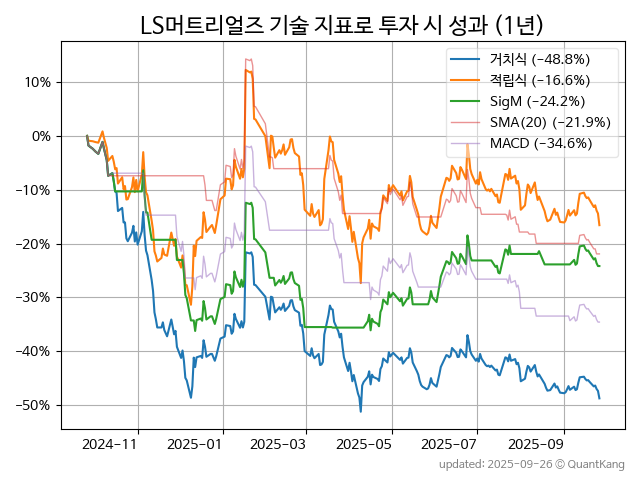 LS머트리얼즈 기술 지표로 투자 시 성과 (1년)
거치식 (−48.8%)
적립식 (−16.6%)
SigM (−24.2%)
SMA(20) (−21.9%)
MACD (−34.6%)
10%
0%
−10%
−20%
−30%
−40%
−50%
2024−11
2025−01
2025−03
2025−05
2025−07
2025−09
updated: 2025-09-26 © QuantKang